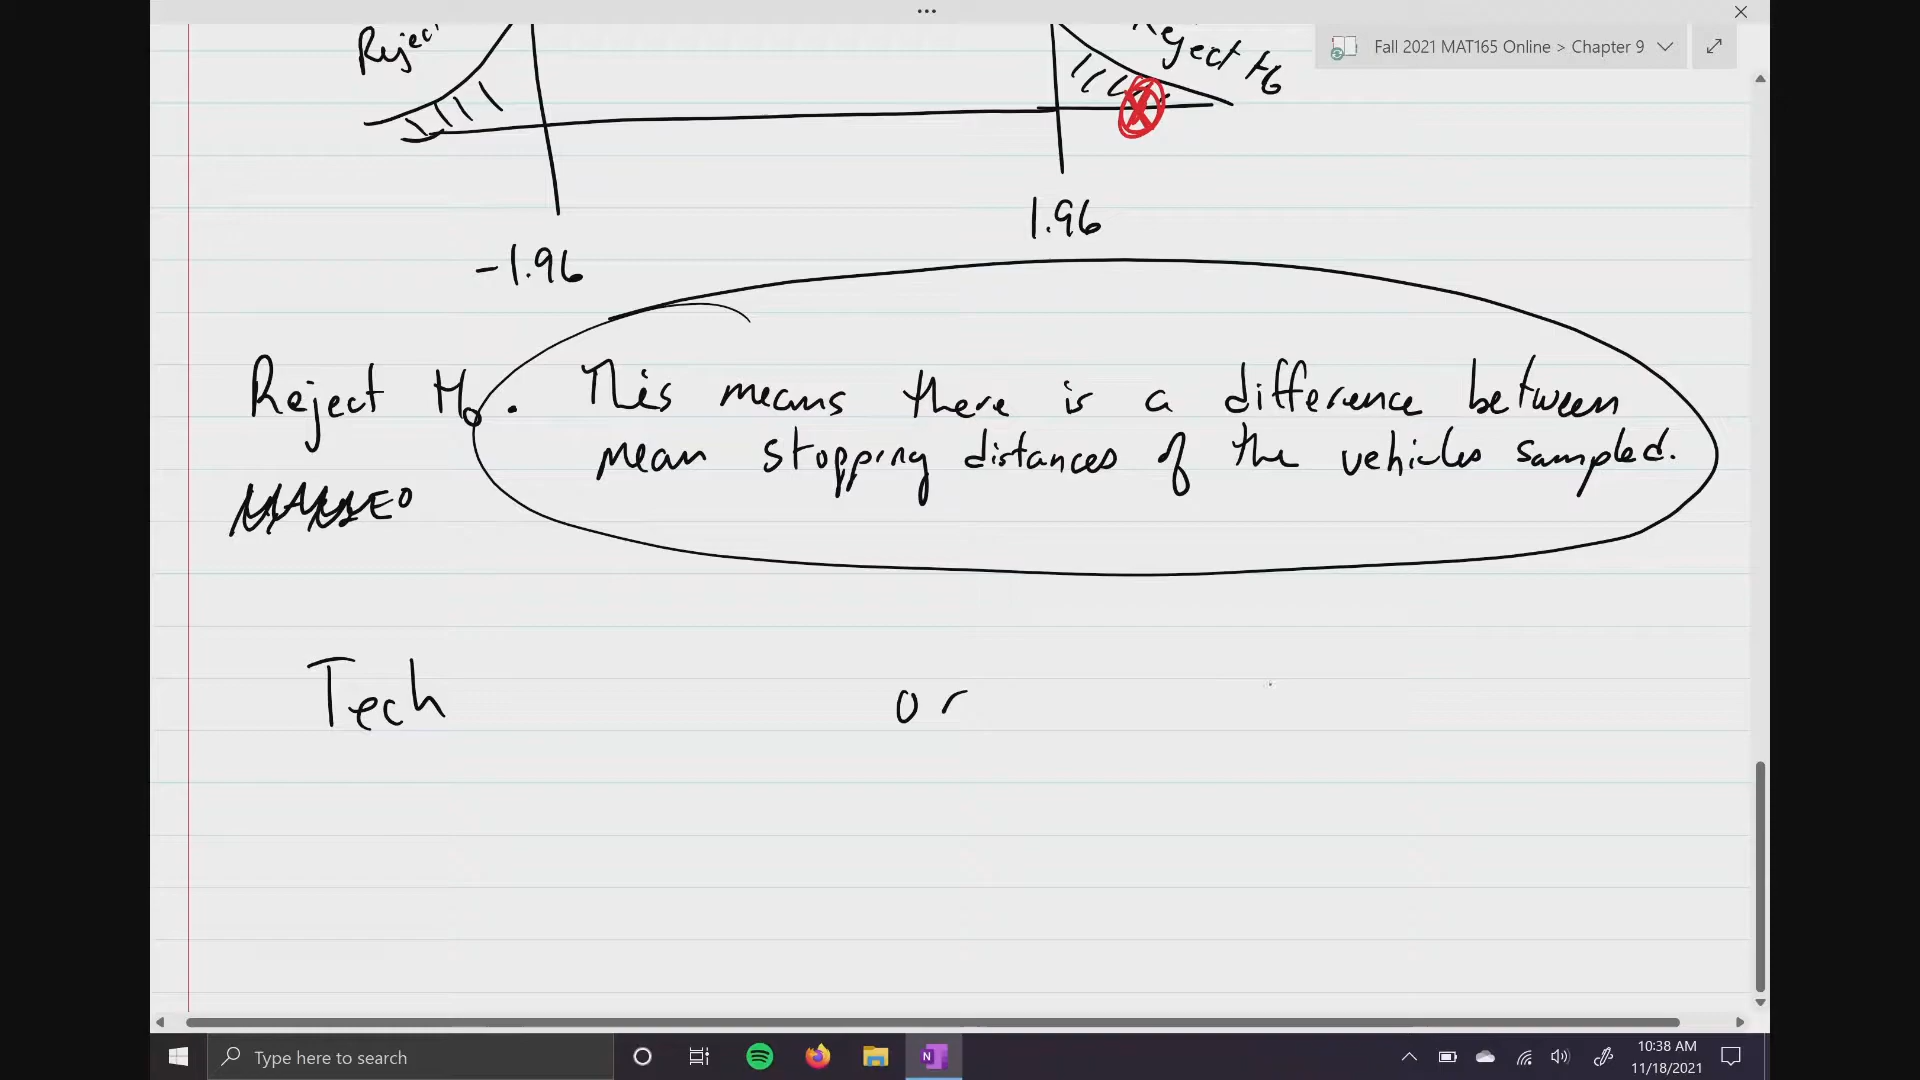 Fall 2021 MAT165 Online > Chapter 9
Reject
Reject H0
1.96
-1.96
Reject H0. This means there is a difference between
mean stopping distances of the vehicles sampled.
Tech or
Type here to search
10:38 AM
11/18/2021